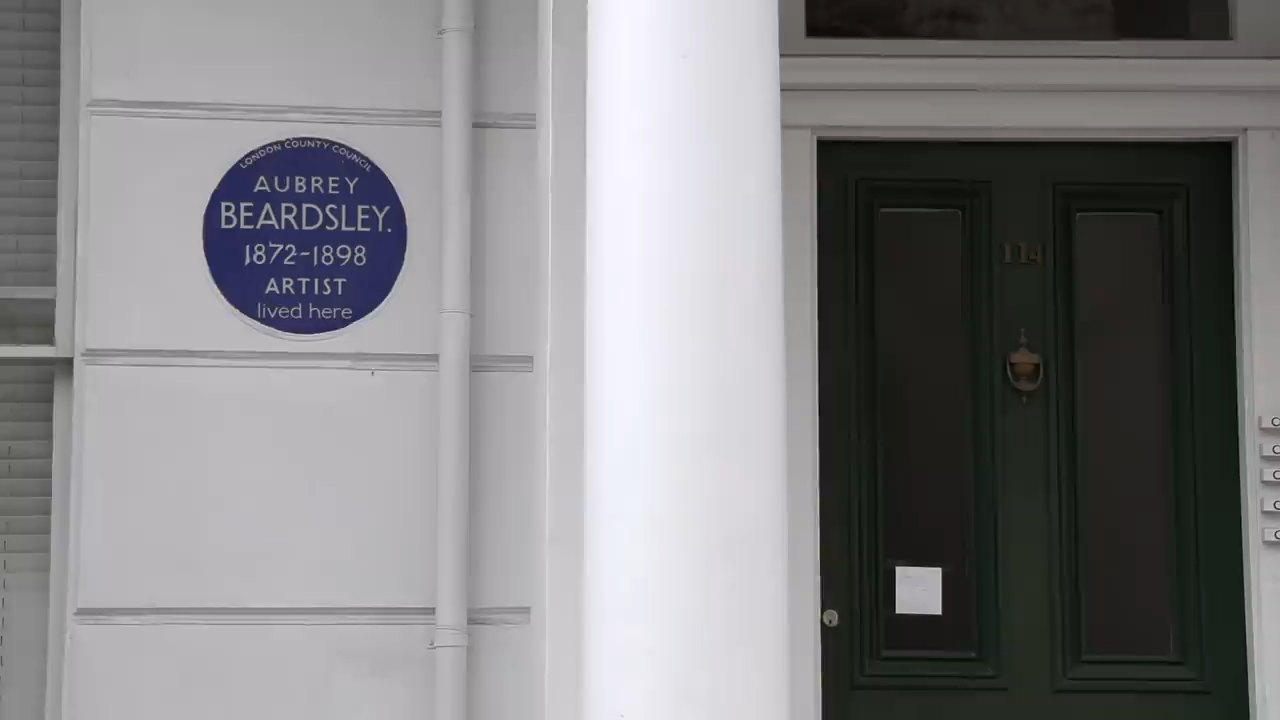 LONDON COUNTY COUNCIL
AUBREY
BEARDSLEY.
1872-1898
ARTIST
lived here
114